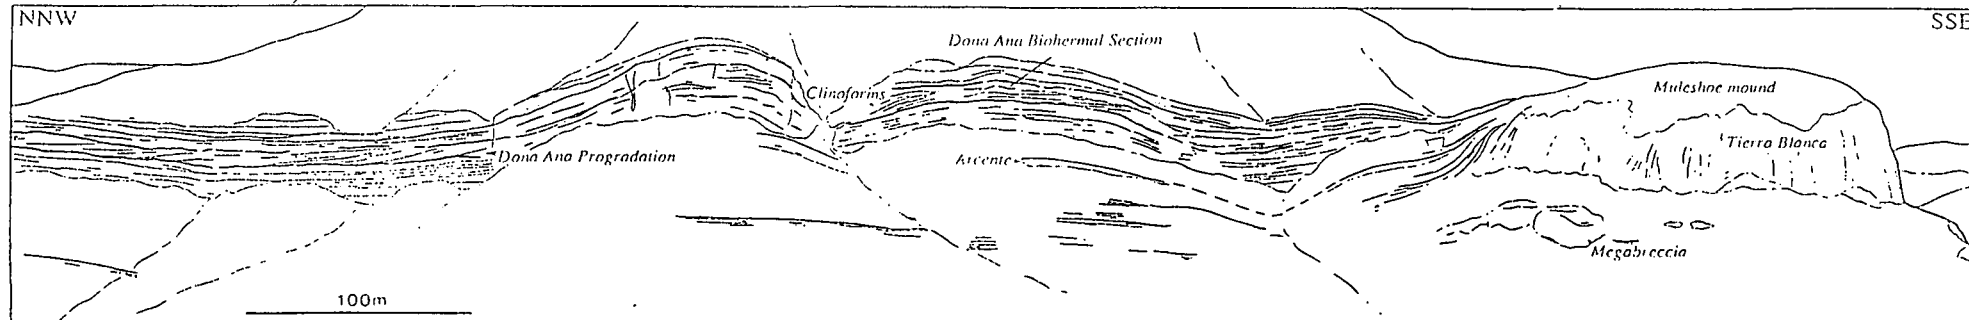 NNW
SSE
Dona Ana Biohermal Section
Muleshoe mound
Clinoforms
Tierra Blanca
Dona Ana Progradation
Arcente
Megabreccia
100m